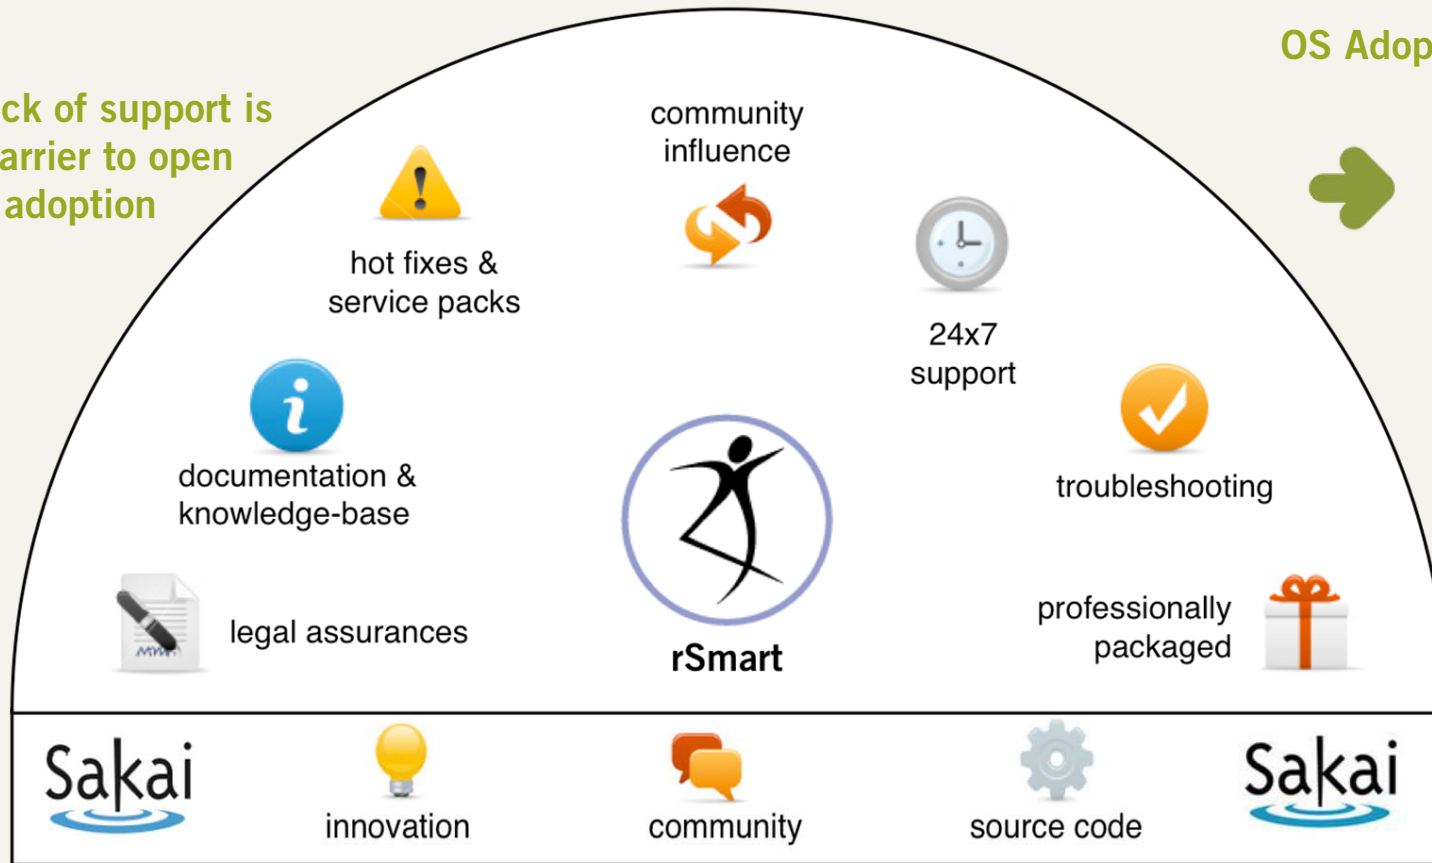 OS Adop
ck of support is
arrier to open
adoption
community
influence
hot fixes &
service packs
24x7
support
documentation &
knowledge-base
troubleshooting
legal assurances
professionally
packaged
rSmart
Sakai
innovation
community
source code
Sakai